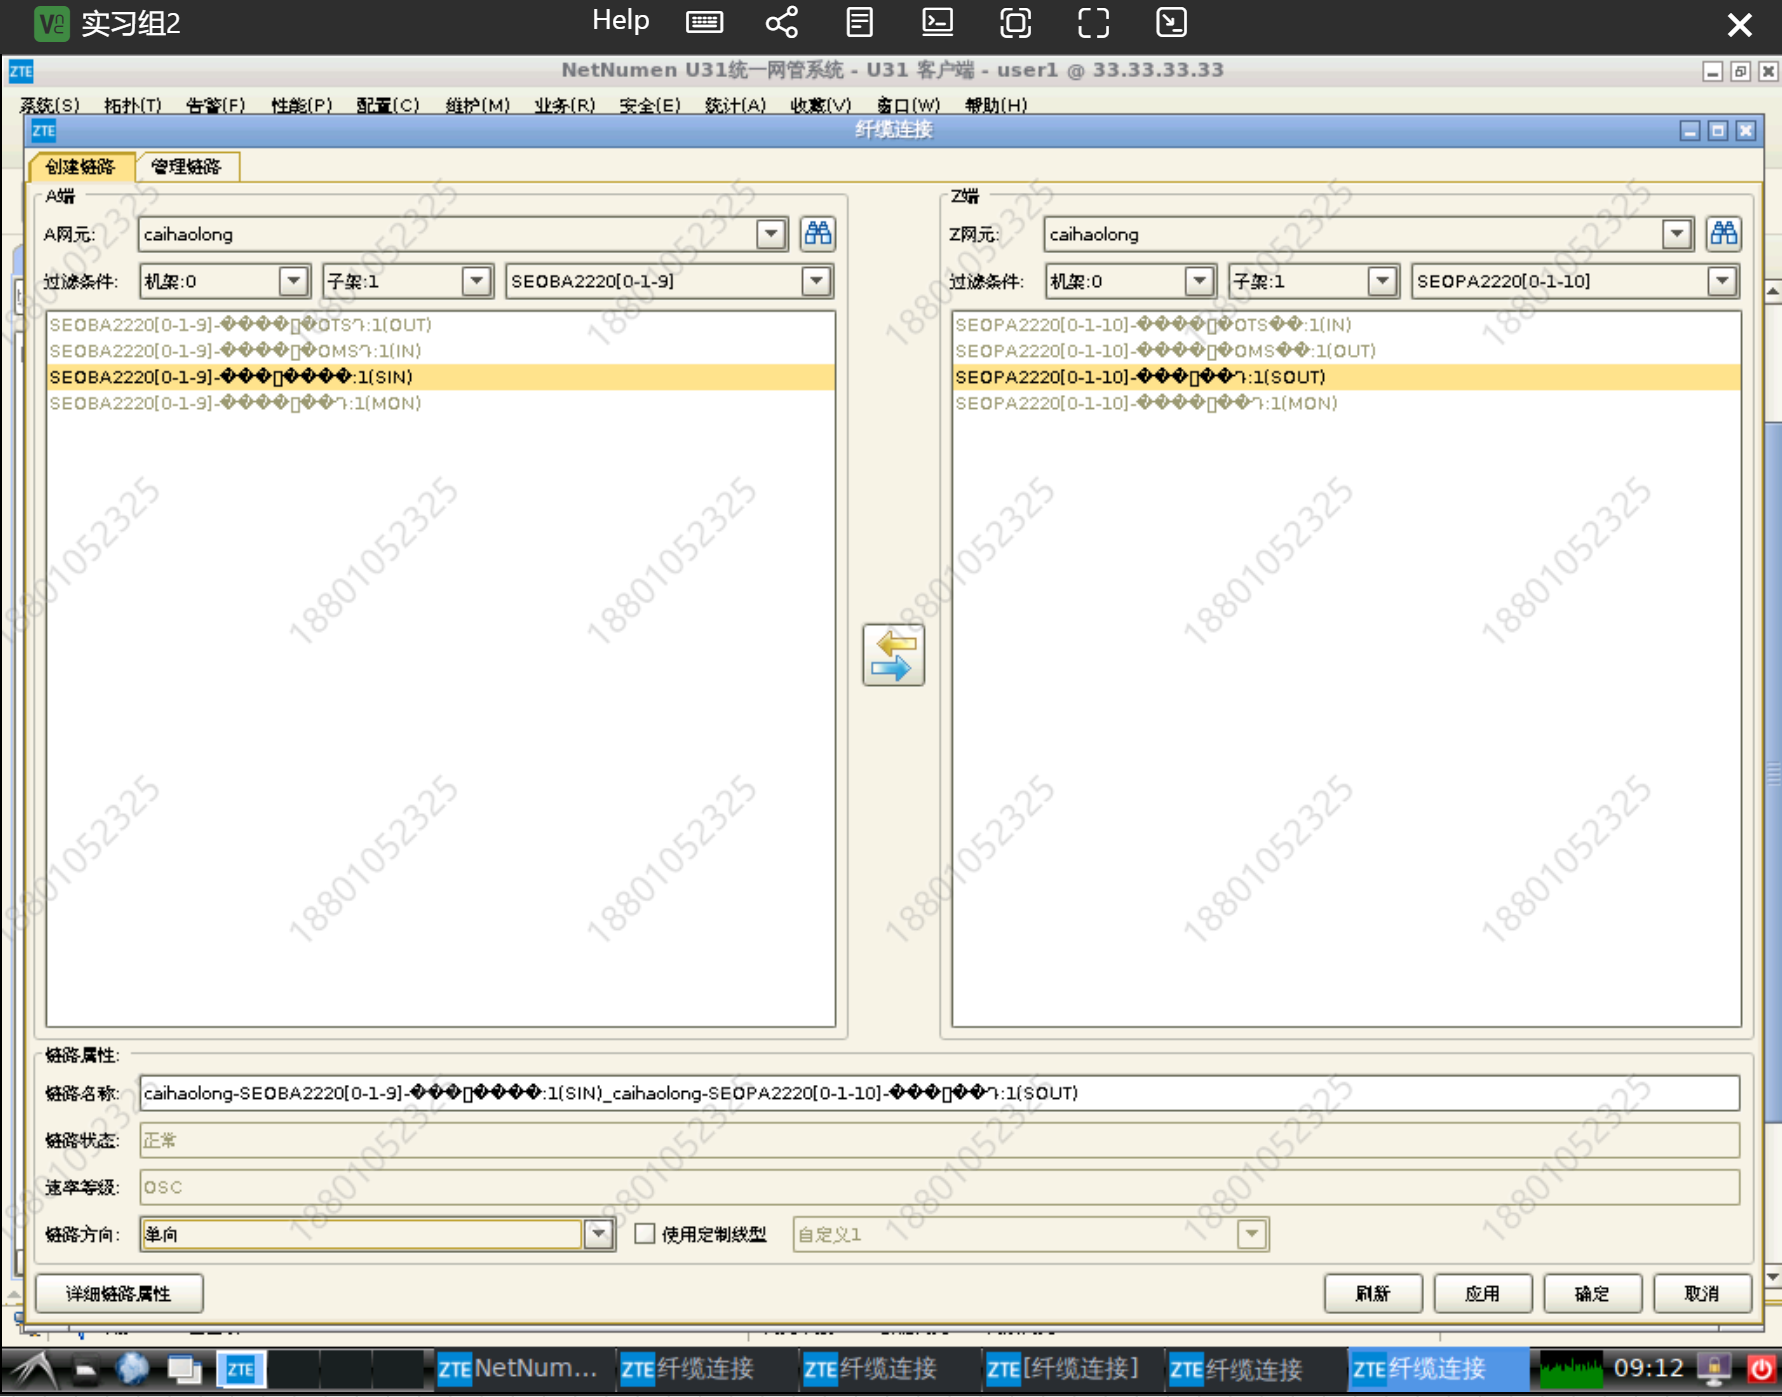 实习组2 Help
ZTE NetNumen U31统一网管系统 - U31 客户端 - user1 @ 33.33.33.33
系统(S) 拓扑(T) 告警(F) 性能(P) 配置(C) 维护(M) 业务(R) 安全(E) 统计(A) 收藏(V) 窗口(W) 帮助(H)
ZTE 纤缆连接
创建链路 管理链路
A端 Z端
A网元: caihaolong Z网元: caihaolong
过滤条件: 机架:0 子架:1 SEOBA2220[0-1-9] 过滤条件: 机架:0 子架:1 SEOPA2220[0-1-10]
SEOBA2220[0-1-9]-����▯�OTSԴ:1(OUT) SEOPA2220[0-1-10]-����▯�OTS��:1(IN)
SEOBA2220[0-1-9]-����▯�OMSԴ:1(IN) SEOPA2220[0-1-10]-����▯�OMS��:1(OUT)
SEOBA2220[0-1-9]-���▯����:1(SIN) SEOPA2220[0-1-10]-���▯��Դ:1(SOUT)
SEOBA2220[0-1-9]-����▯��Դ:1(MON) SEOPA2220[0-1-10]-����▯��Դ:1(MON)
链路属性:
链路名称: caihaolong-SEOBA2220[0-1-9]-���▯����:1(SIN)_caihaolong-SEOPA2220[0-1-10]-���▯��Դ:1(SOUT)
链路状态: 正常
速率等级: OSC
链路方向: 单向 使用定制线型 自定义1
详细链路属性 刷新 应用 确定 取消
ZTE ZTE NetNum... ZTE 纤缆连接 ZTE 纤缆连接 ZTE [纤缆连接] ZTE 纤缆连接 ZTE 纤缆连接 09:12
18801052325